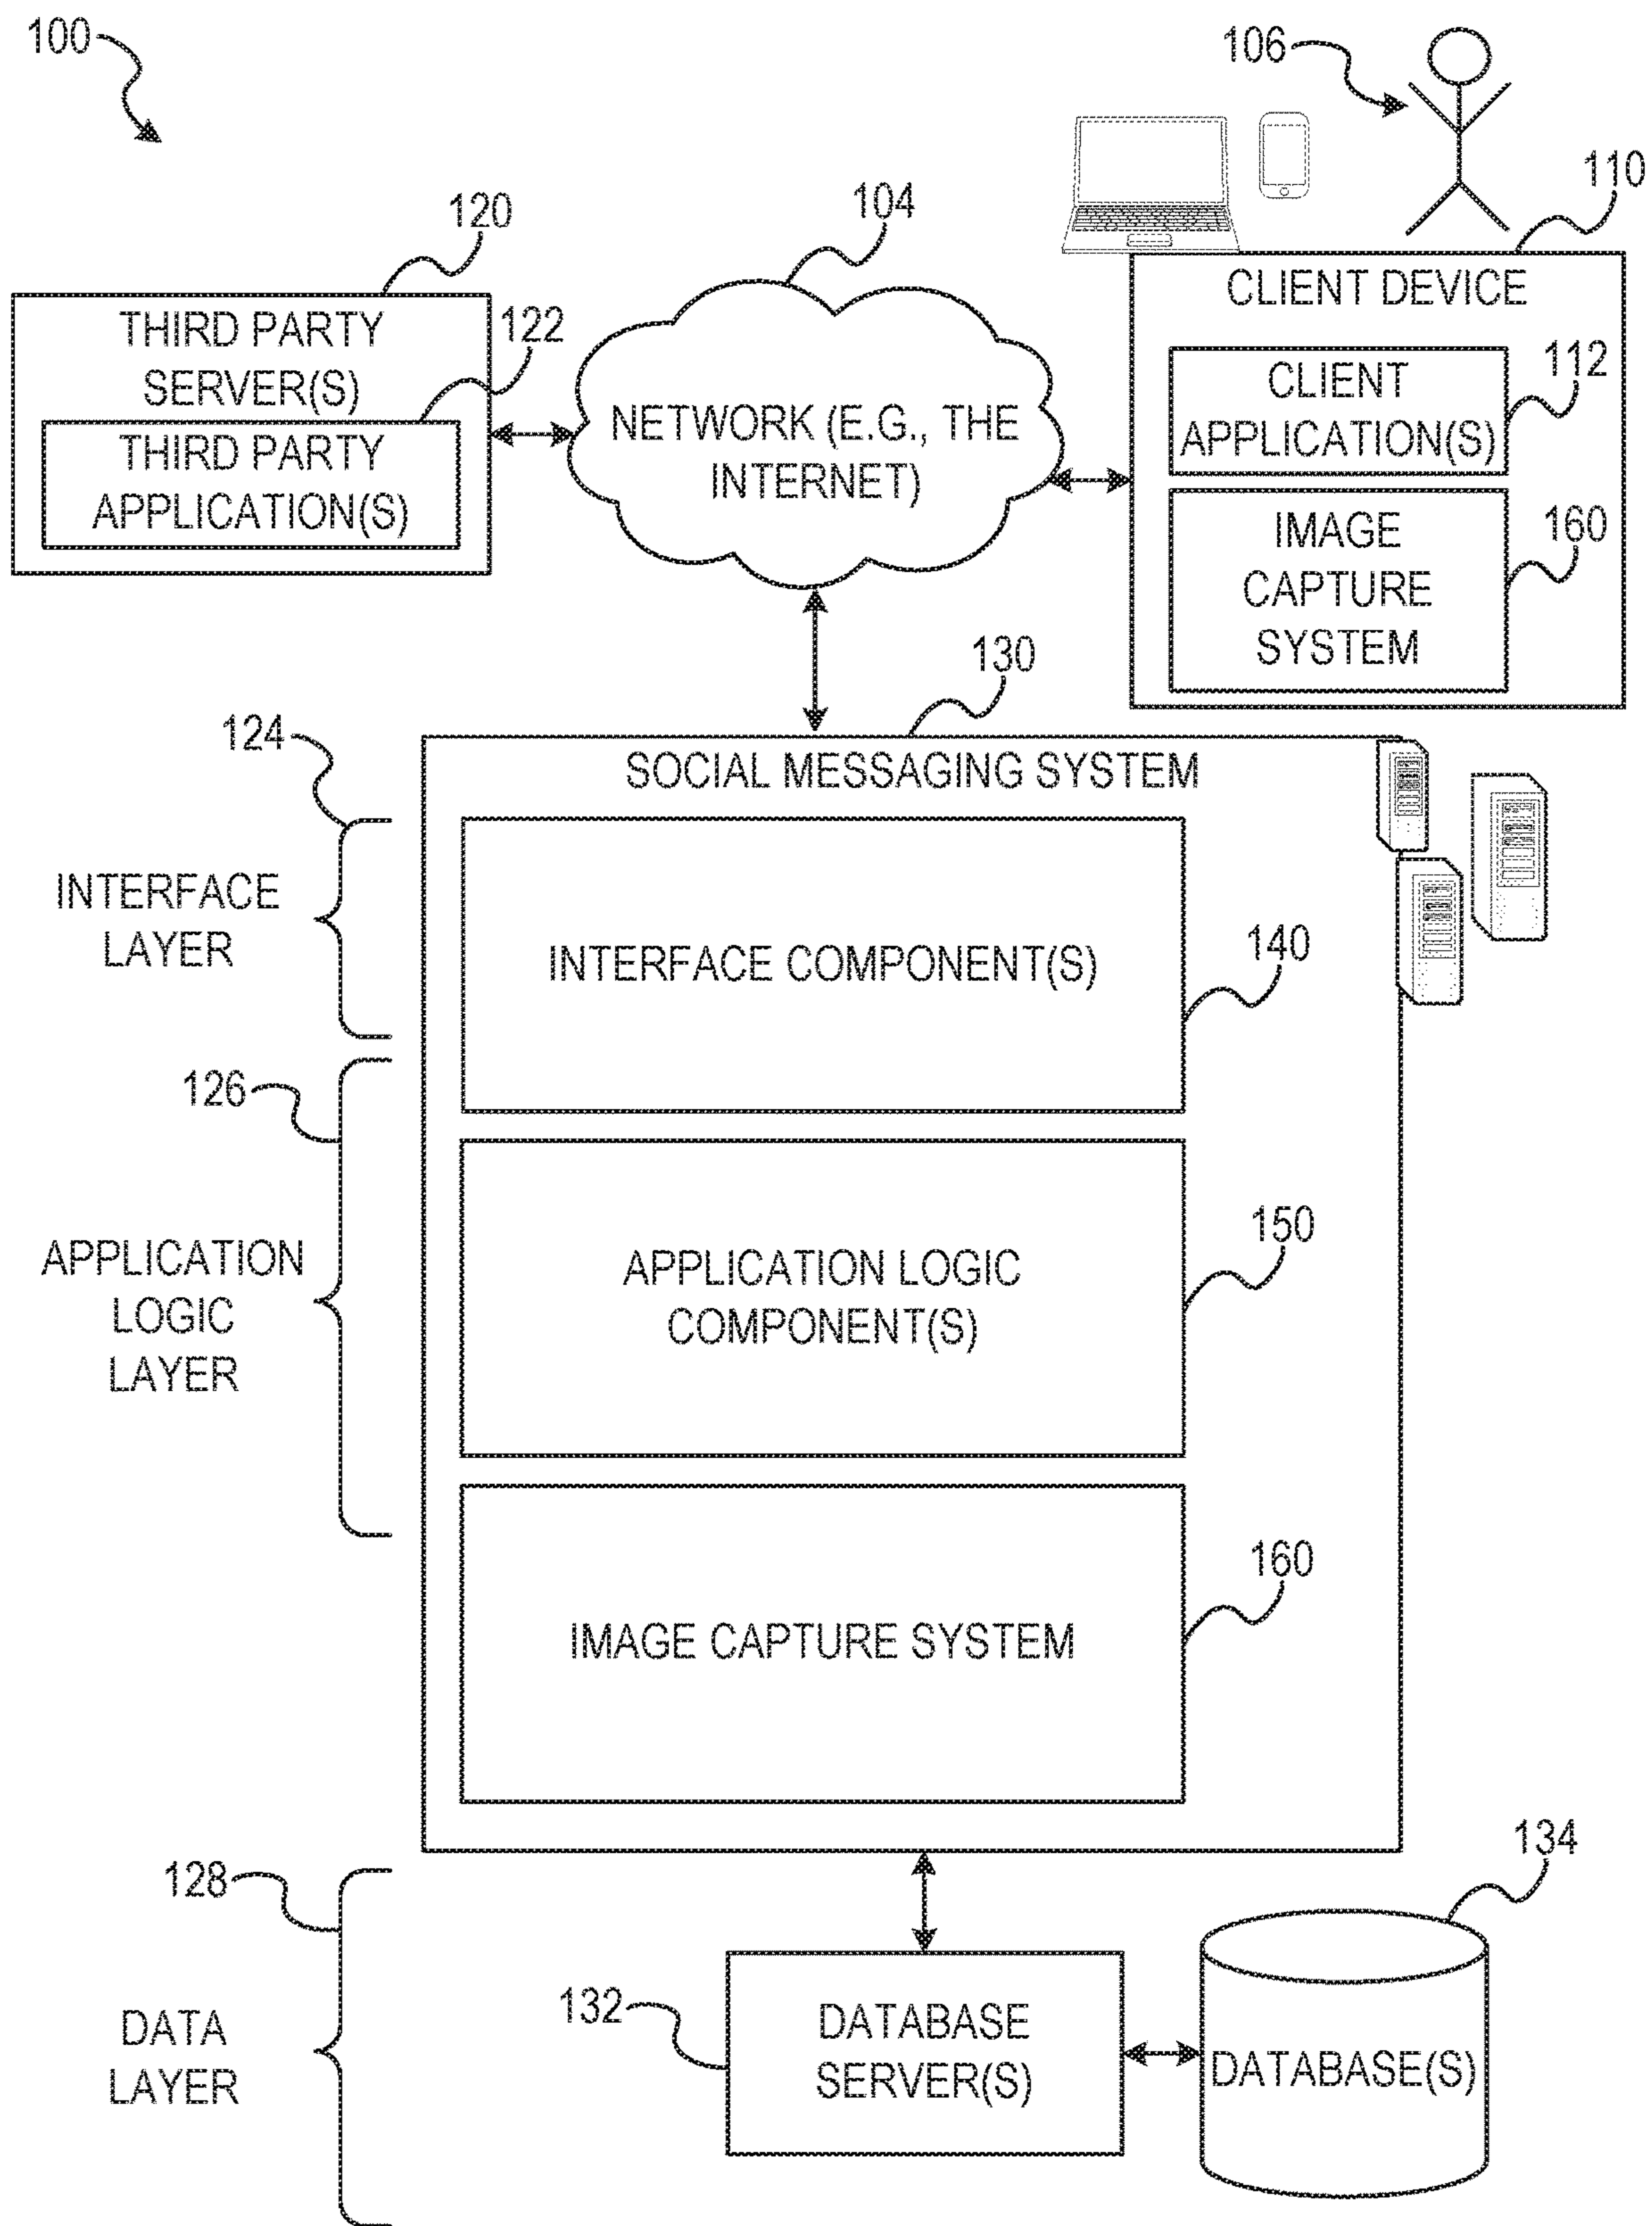 100
106
110
120
104
THIRD PARTY
SERVER(S)
122
THIRD PARTY
APPLICATION(S)
NETWORK (E.G., THE
INTERNET)
CLIENT DEVICE
CLIENT
APPLICATION(S)
112
IMAGE
CAPTURE
SYSTEM
160
130
124
SOCIAL MESSAGING SYSTEM
INTERFACE
LAYER
INTERFACE COMPONENT(S)
140
126
APPLICATION
LOGIC
LAYER
APPLICATION LOGIC
COMPONENT(S)
150
IMAGE CAPTURE SYSTEM
160
128
134
DATA
LAYER
132
DATABASE
SERVER(S)
DATABASE(S)